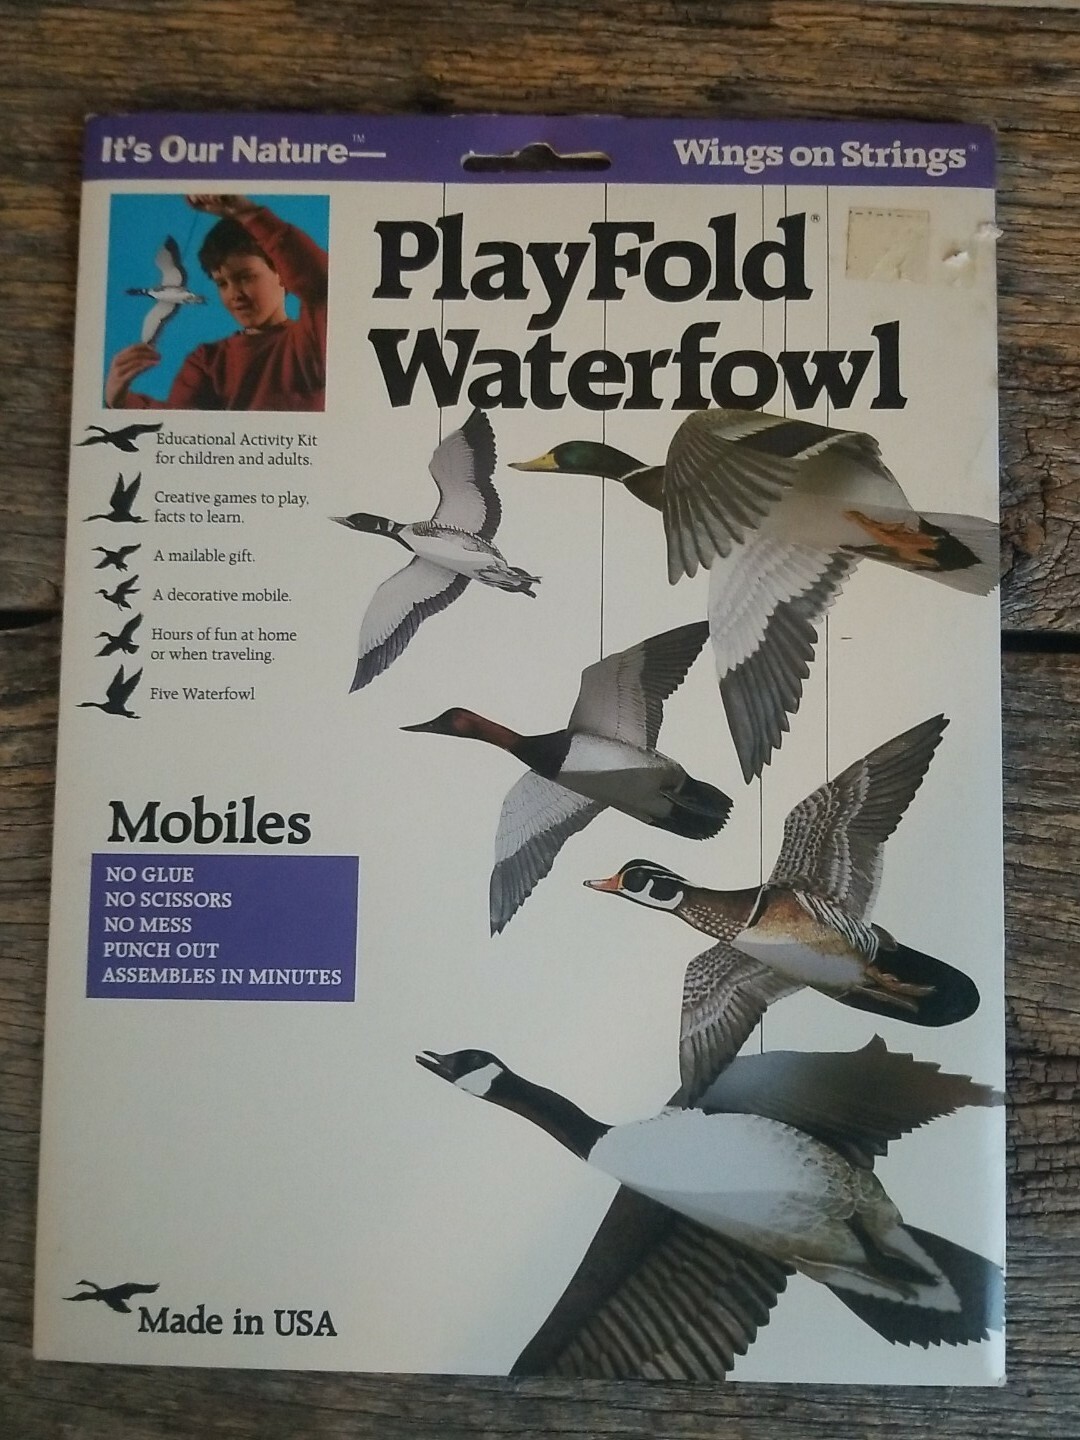 It's Our Nature—™
Wings on Strings®
PlayFold®
Waterfowl
Educational Activity Kit
for children and adults.
Creative games to play,
facts to learn.
A mailable gift.
A decorative mobile.
Hours of fun at home
or when traveling.
Five Waterfowl
Mobiles
NO GLUE
NO SCISSORS
NO MESS
PUNCH OUT
ASSEMBLES IN MINUTES
Made in USA